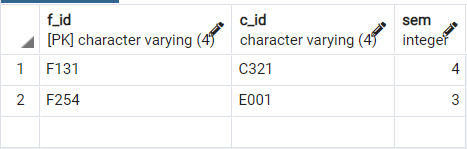 f_id c_id sem
[PK] character varying (4) character varying (4) integer
1 F131 C321 4
2 F254 E001 3